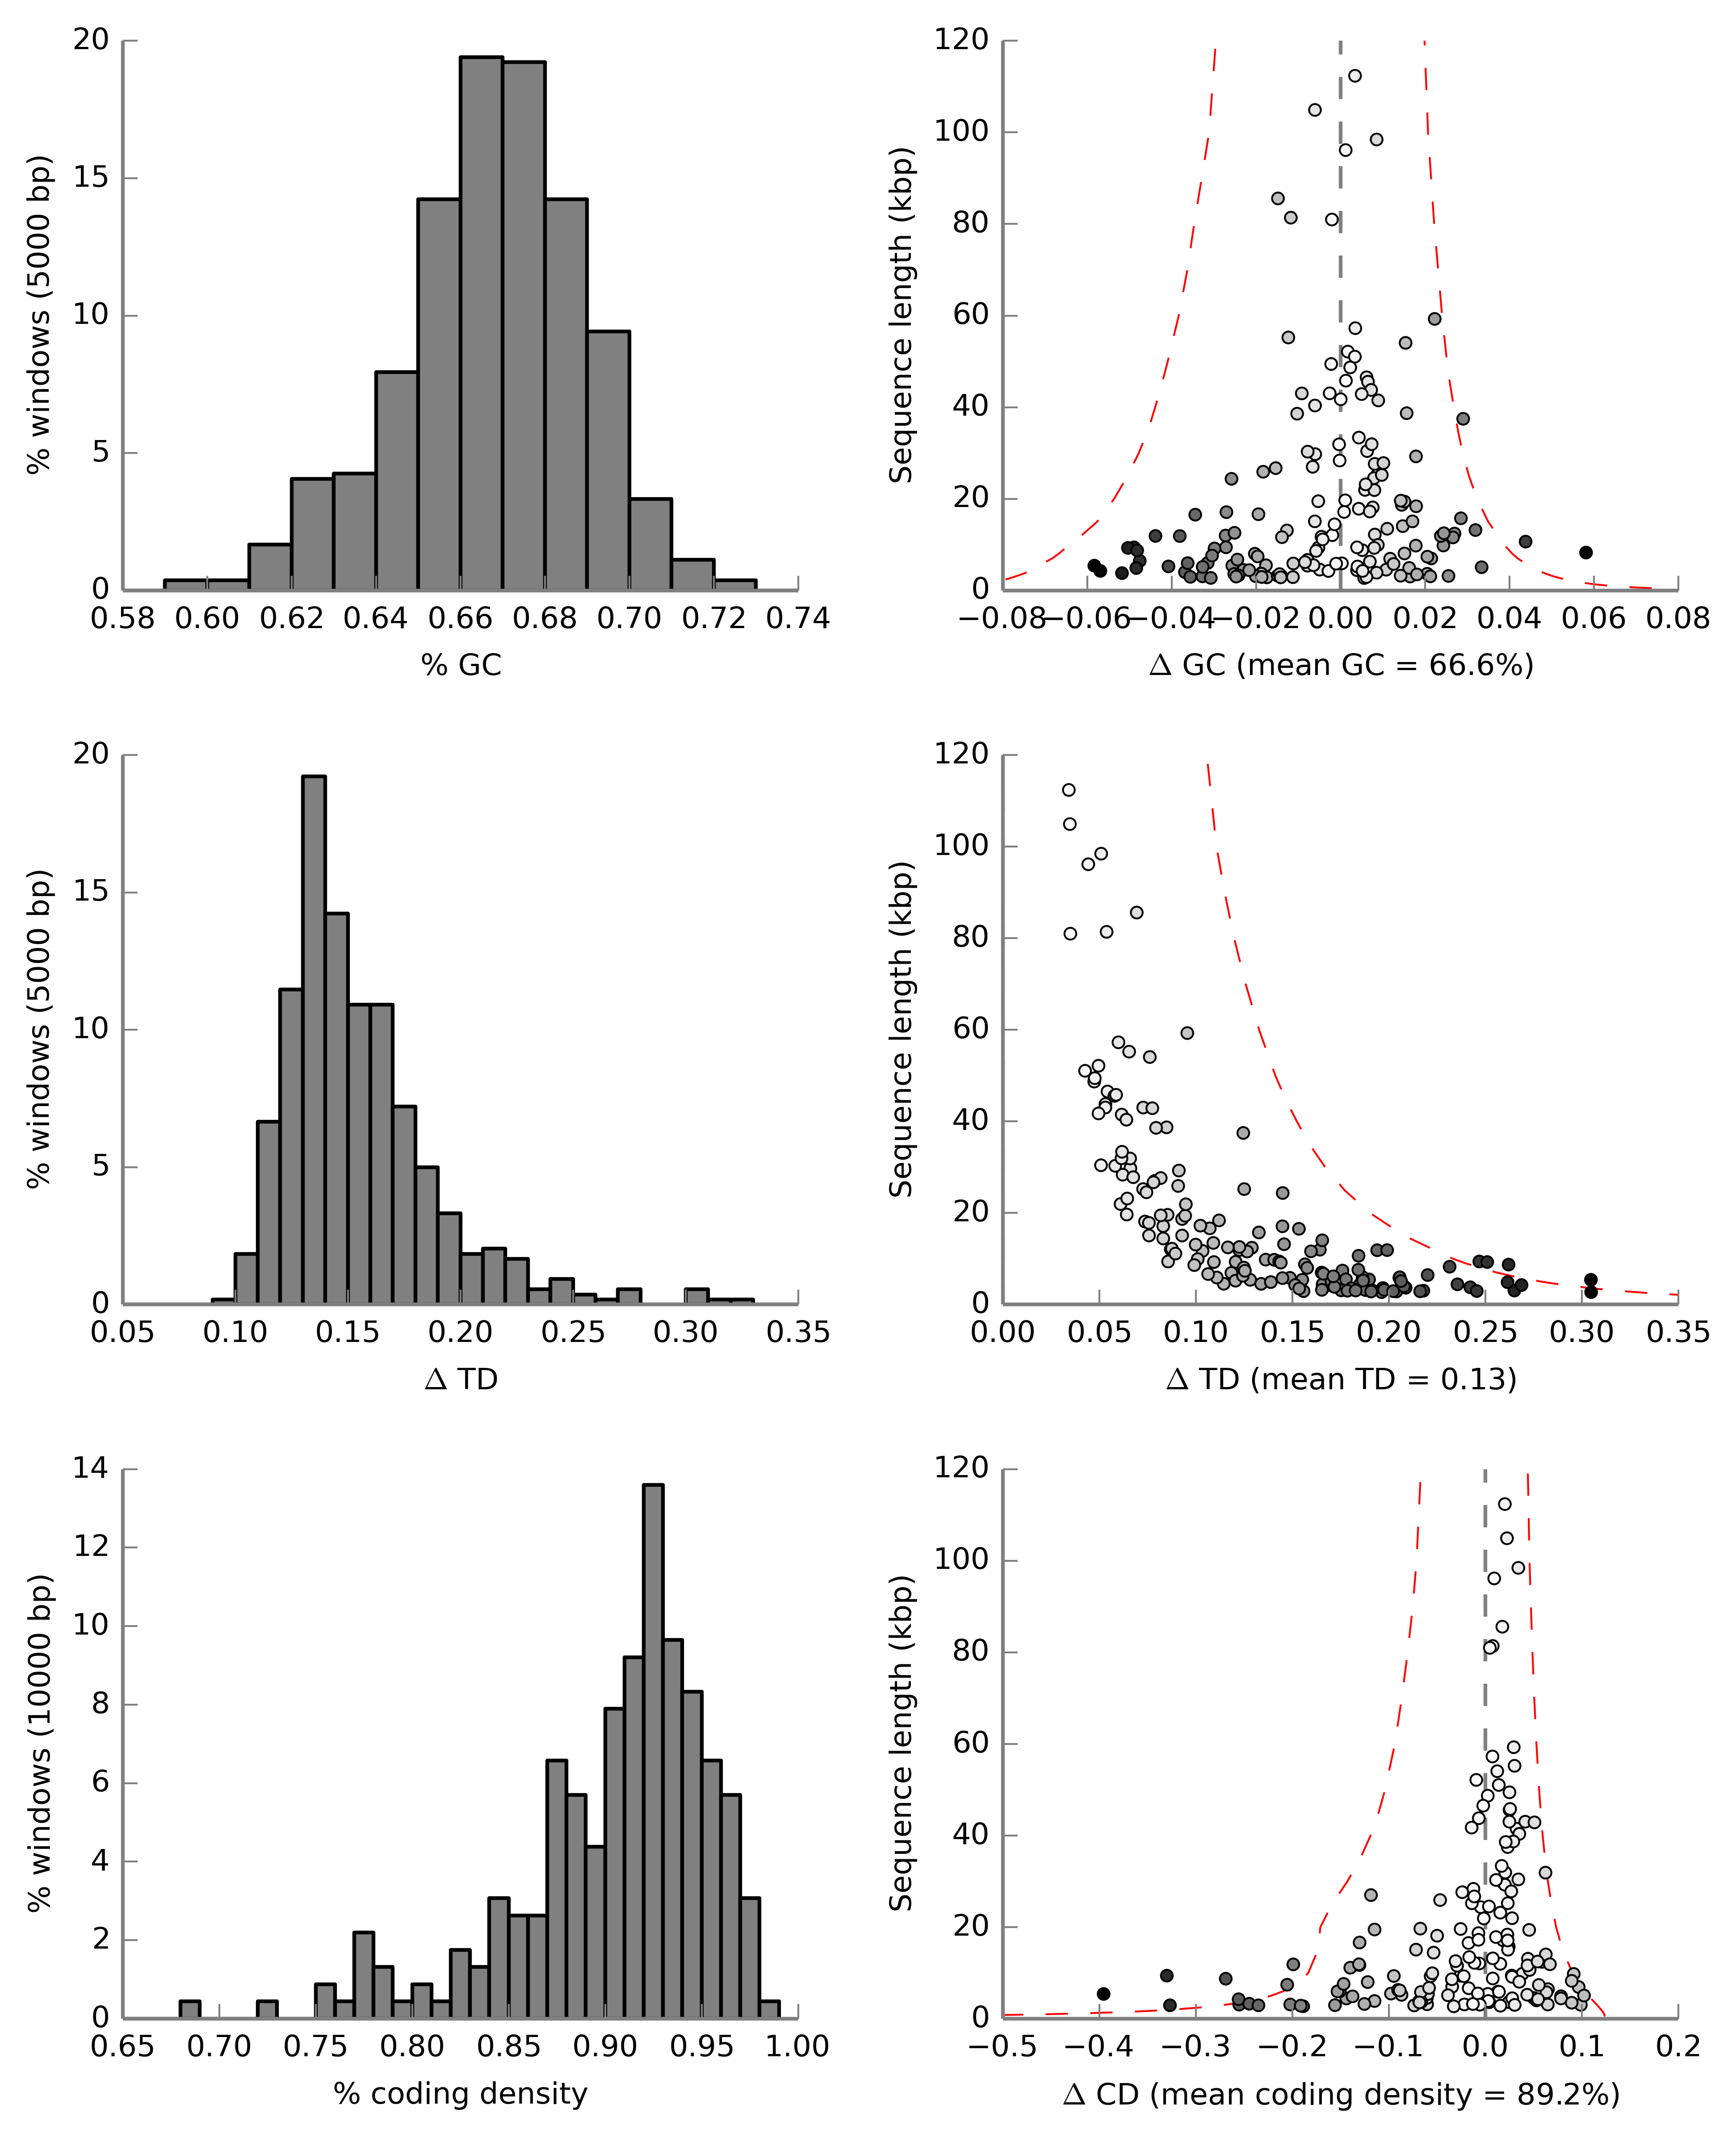 20
15
10
5
0
% windows (5000 bp)
0.58 0.60 0.62 0.64 0.66 0.68 0.70 0.72 0.74
% GC
120
100
80
60
40
20
0
Sequence length (kbp)
−0.08 −0.06 −0.04 −0.02 0.00 0.02 0.04 0.06 0.08
Δ GC (mean GC = 66.6%)
20
15
10
5
0
% windows (5000 bp)
0.05 0.10 0.15 0.20 0.25 0.30 0.35
Δ TD
120
100
80
60
40
20
0
Sequence length (kbp)
0.00 0.05 0.10 0.15 0.20 0.25 0.30 0.35
Δ TD (mean TD = 0.13)
14
12
10
8
6
4
2
0
% windows (10000 bp)
0.65 0.70 0.75 0.80 0.85 0.90 0.95 1.00
% coding density
120
100
80
60
40
20
0
Sequence length (kbp)
−0.5 −0.4 −0.3 −0.2 −0.1 0.0 0.1 0.2
Δ CD (mean coding density = 89.2%)